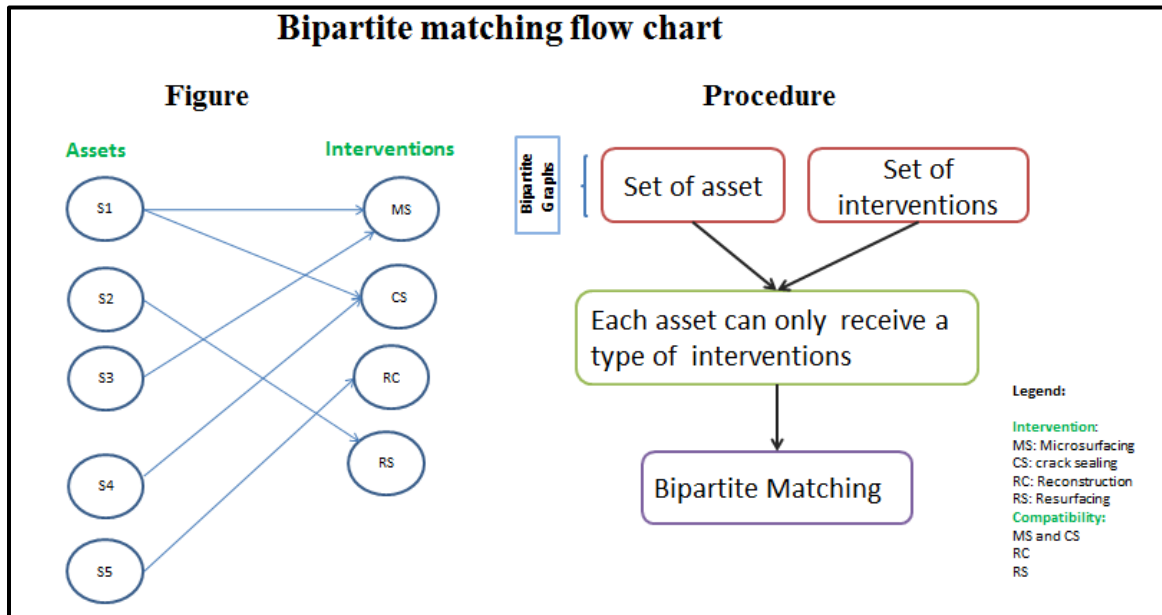 Bipartite matching flow chart
Figure
Assets
Interventions
S1
MS
S2
CS
S3
RC
S4
RS
S5
Procedure
Bipartite
Graphs
Set of asset
Set of
interventions
Each asset can only receive a
type of interventions
Bipartite Matching
Legend:
Intervention:
MS: Microsurfacing
CS: crack sealing
RC: Reconstruction
RS: Resurfacing
Compatibility:
MS and CS
RC
RS